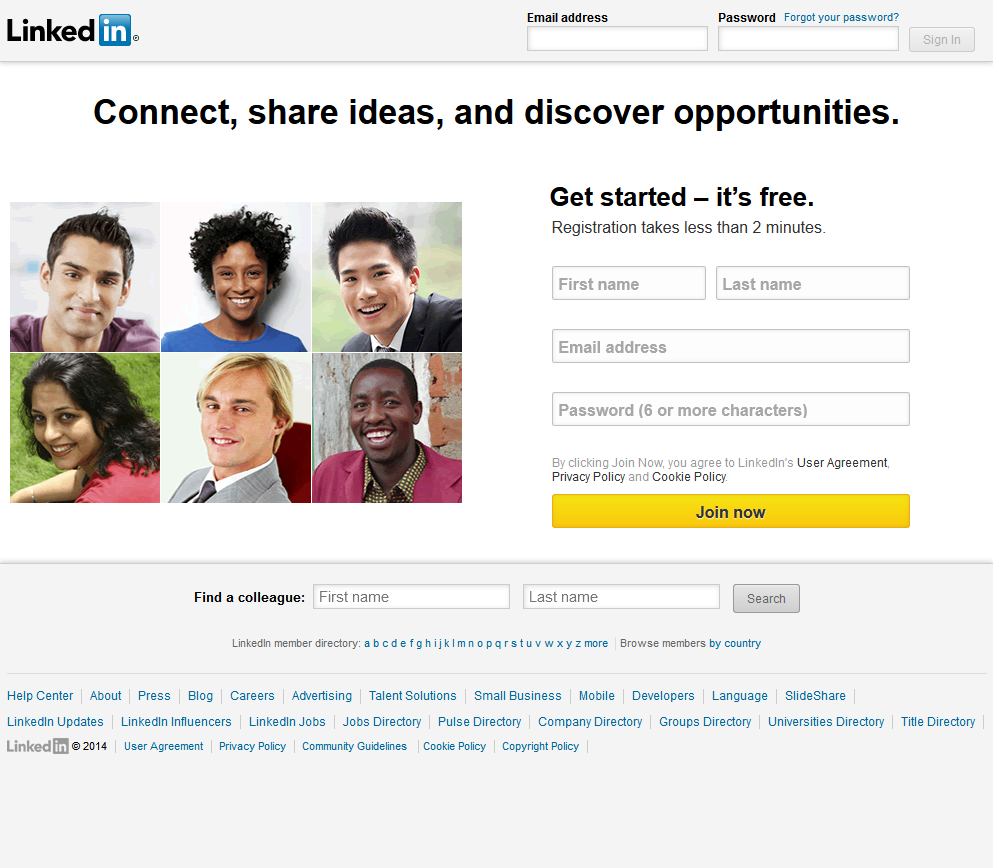 Linked in ®
Email address
Password Forgot your password?
Sign In
Connect, share ideas, and discover opportunities.
Get started – it's free.
Registration takes less than 2 minutes.
First name
Last name
Email address
Password (6 or more characters)
By clicking Join Now, you agree to LinkedIn's User Agreement,
Privacy Policy and Cookie Policy.
Join now
Find a colleague: First name Last name Search
LinkedIn member directory: a b c d e f g h i j k l m n o p q r s t u v w x y z more Browse members by country
Help Center About Press Blog Careers Advertising Talent Solutions Small Business Mobile Developers Language SlideShare
LinkedIn Updates LinkedIn Influencers LinkedIn Jobs Jobs Directory Pulse Directory Company Directory Groups Directory Universities Directory Title Directory
Linked in © 2014 User Agreement Privacy Policy Community Guidelines Cookie Policy Copyright Policy